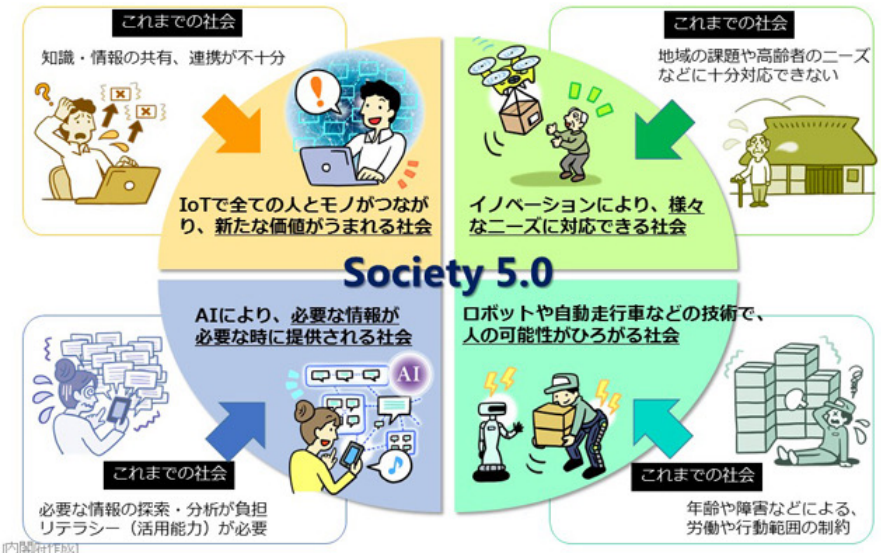 これまでの社会
知識・情報の共有、連携が不十分
IoTで全ての人とモノがつなが
り、新たな価値がうまれる社会
これまでの社会
地域の課題や高齢者のニーズ
などに十分対応できない
イノベーションにより、様々
なニーズに対応できる社会
Society 5.0
AIにより、必要な情報が
必要な時に提供される社会
AI
これまでの社会
必要な情報の探索・分析が負担
リテラシー（活用能力）が必要
ロボットや自動走行車などの技術で、
人の可能性がひろがる社会
これまでの社会
年齢や障害などによる、
労働や行動範囲の制約